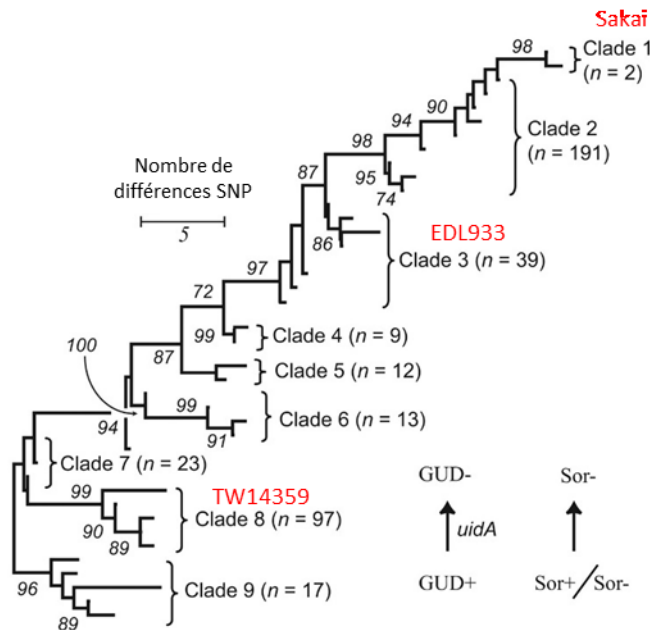 Sakai
98
Clade 1
(n = 2)
90
94
98
Clade 2
(n = 191)
Nombre de
différences SNP
87
95
74
5
86
EDL933
Clade 3 (n = 39)
97
72
99
Clade 4 (n = 9)
100
87
Clade 5 (n = 12)
99
Clade 6 (n = 13)
94
91
Clade 7 (n = 23)
GUD-
Sor-
99
TW14359
Clade 8 (n = 97)
90
uidA
89
96
GUD+
Sor+/Sor-
Clade 9 (n = 17)
89